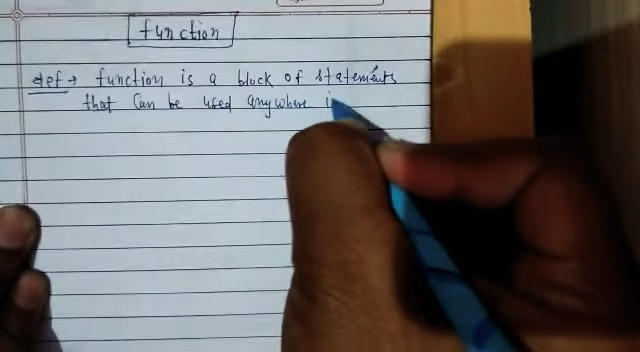 function
def → function is a block of statements
that can be used anywhere i